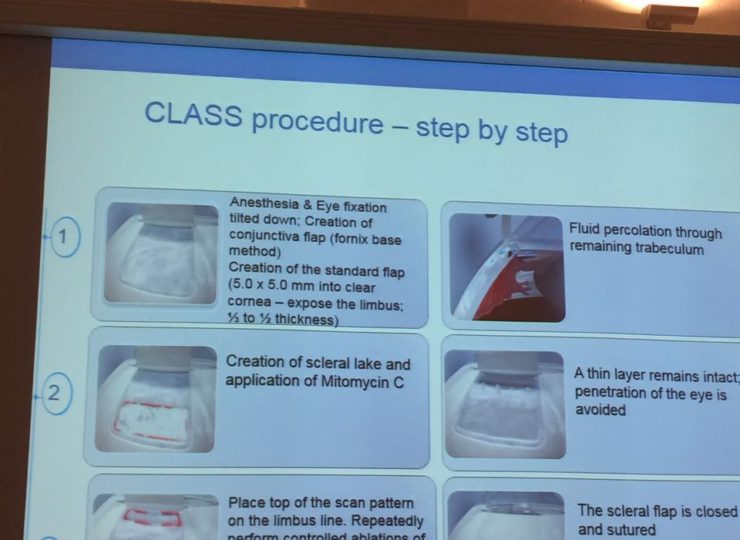 CLASS procedure – step by step
1
Anesthesia & Eye fixation
tilted down; Creation of
conjunctiva flap (fornix base
method)
Creation of the standard flap
(5.0 x 5.0 mm into clear
cornea – expose the limbus;
⅓ to ½ thickness)
2
Creation of scleral lake and
application of Mitomycin C
Place top of the scan pattern
on the limbus line. Repeatedly
perform controlled ablations of
Fluid percolation through
remaining trabeculum
A thin layer remains intact;
penetration of the eye is
avoided
The scleral flap is closed
and sutured